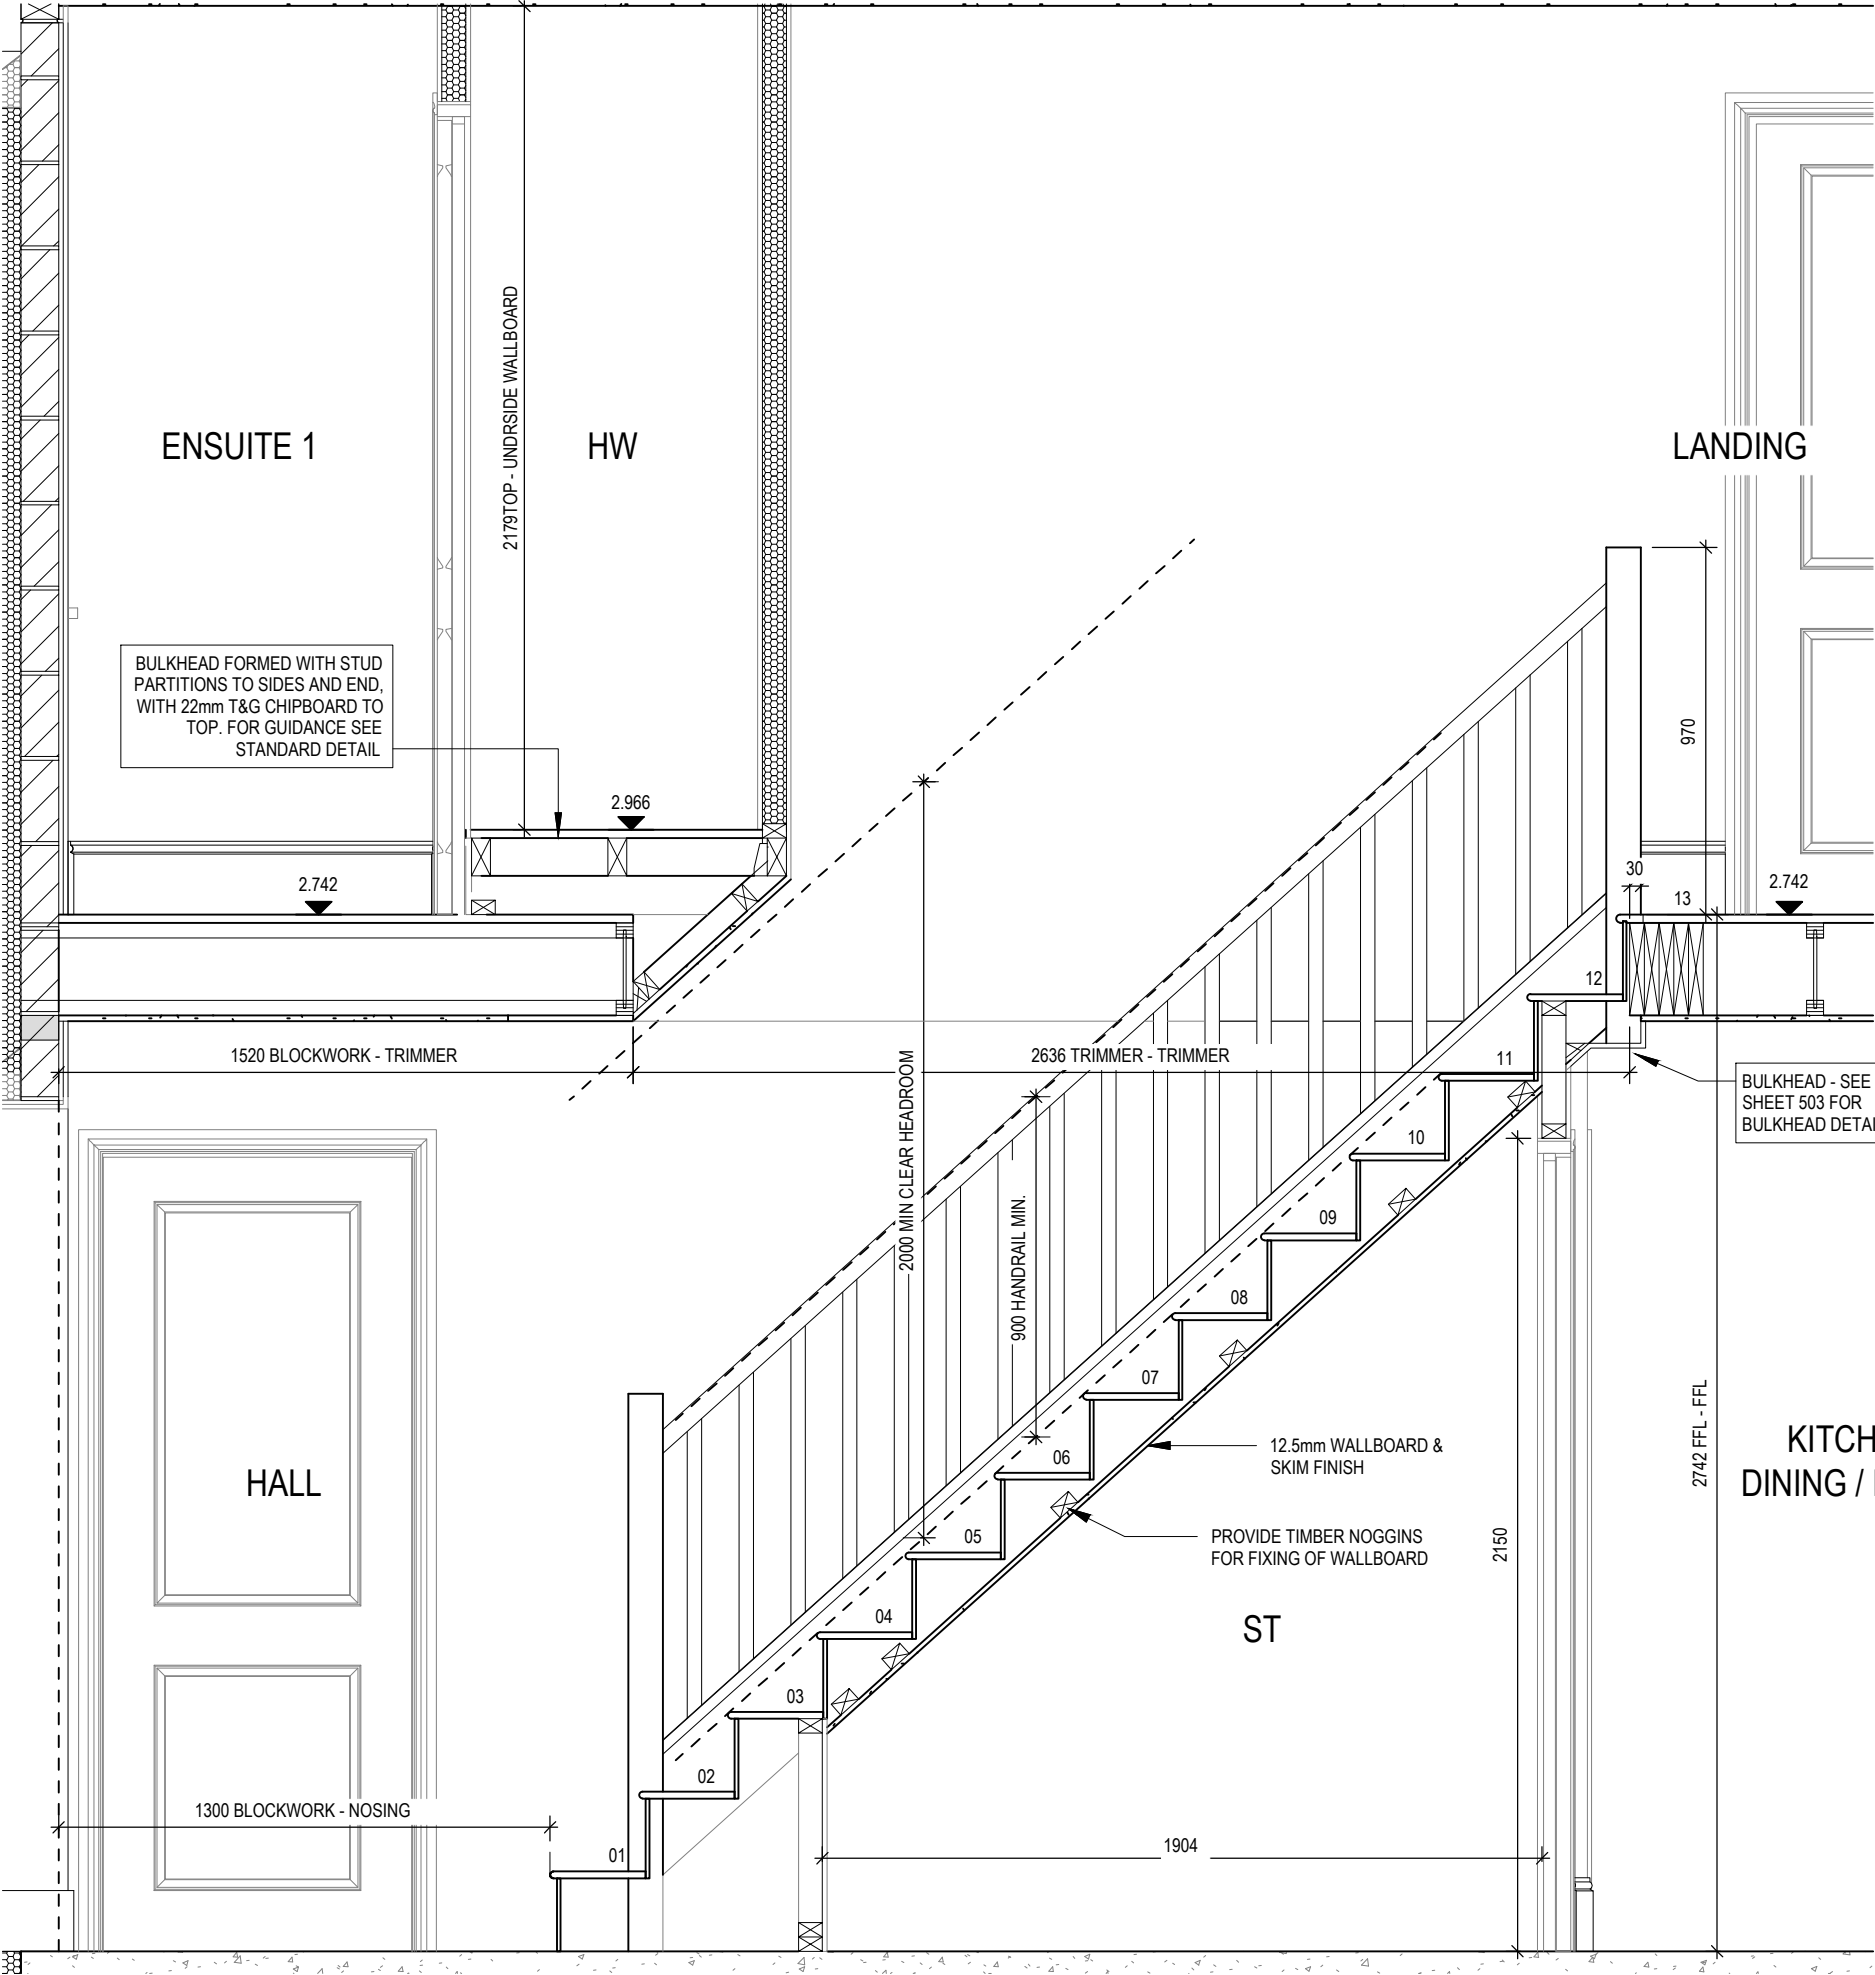 ENSUITE 1
HW
LANDING
2179TOP - UNDRSIDE WALLBOARD
BULKHEAD FORMED WITH STUD
PARTITIONS TO SIDES AND END,
WITH 22mm T&G CHIPBOARD TO
TOP. FOR GUIDANCE SEE
STANDARD DETAIL
2.966
2.742
970
30
13
2.742
12
1520 BLOCKWORK - TRIMMER
2636 TRIMMER - TRIMMER
11
BULKHEAD - SEE
SHEET 503 FOR
BULKHEAD DETAI
2000 MIN CLEAR HEADROOM
900 HANDRAIL MIN.
10
09
08
07
06
05
04
03
02
01
12.5mm WALLBOARD &
SKIM FINISH
PROVIDE TIMBER NOGGINS
FOR FIXING OF WALLBOARD
HALL
ST
2150
2742 FFL - FFL
KITCH
DINING /
1300 BLOCKWORK - NOSING
1904